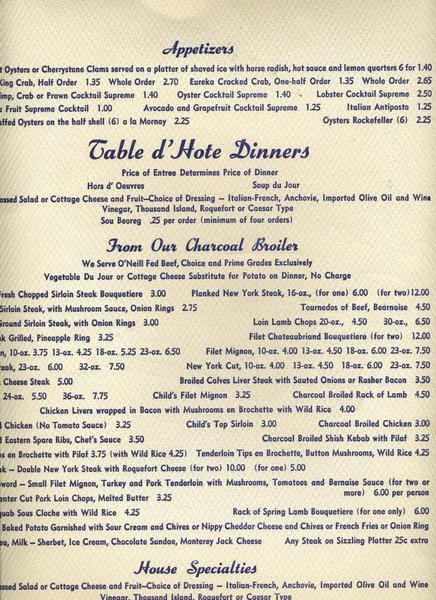 Appetizers
t Oysters or Cherrystone Clams served on a platter of shaved ice with horse radish, hot sauce and lemon quarters 6 for 1.40
King Crab, Half Order 1.35 Whole Order 2.70 Eureka Cracked Crab, One-half Order 1.35 Whole Order 2.65
imp, Crab or Prawn Cocktail Supreme 1.40 Oyster Cocktail Supreme 1.40 Lobster Cocktail Supreme 2.50
a Fruit Supreme Cocktail 1.00 Avocado and Grapefruit Cocktail Supreme 1.25 Italian Antipasto 1.25
uffed Oysters on the half shell (6) a la Mornay 2.25 Oysters Rockefeller (6) 2.25
Table d'Hote Dinners
Price of Entree Determines Price of Dinner
Hors d' Oeuvres Soup du Jour
ossed Salad or Cottage Cheese and Fruit—Choice of Dressing — Italian-French, Anchovie, Imported Olive Oil and Wine
Vinegar, Thousand Island, Roquefort or Caesar Type
Sou Beoreg .25 per order (minimum of four orders)
From Our Charcoal Broiler
We Serve O'Neill Fed Beef, Choice and Prime Grades Exclusively
Vegetable Du Jour or Cottage Cheese Substitute for Potato on Dinner, No Charge
Fresh Chopped Sirloin Steak Bouquetiere 3.00 Planked New York Steak, 16-oz., (for one) 6.00 (for two) 12.00
Sirloin Steak, with Mushroom Sauce, Onion Rings 2.75 Tournedos of Beef, Bearnaise 4.50
Ground Sirloin Steak, with Onion Rings 3.00 Loin Lamb Chops 20-oz., 4.50 30-oz., 6.50
ak Grilled, Pineapple Ring 3.25 Filet Chateaubriand Bouquetiere (for two) 12.00
n, 10-oz. 3.75 13-oz. 4.25 18-oz. 5.25 23-oz. 6.50 Filet Mignon, 10-oz. 4.00 13-oz. 4.50 18-oz. 6.00 23-oz. 7.50
teak, 23-oz. 6.00 32-oz. 7.50 New York Cut, 10-oz. 4.00 13-oz. 4.50 18-oz. 6.00 23-oz. 7.50
Cheese Steak 5.00 Broiled Calves Liver Steak with Sauted Onions or Rasher Bacon 3.50
24-oz. 5.50 36-oz. 7.75 Child's Filet Mignon 3.25 Charcoal Broiled Rack of Lamb 4.50
Chicken Livers wrapped in Bacon with Mushrooms en Brochette with Wild Rice 4.00
d Chicken (No Tomato Sauce) 3.25 Child's Top Sirloin 3.00 Charcoal Broiled Chicken 3.00
d Eastern Spare Ribs, Chef's Sauce 3.50 Charcoal Broiled Shish Kebab with Pilaf 3.25
ps en Brochette with Pilaf 3.75 (with Wild Rice 4.25) Tenderloin Tips en Brochette, Button Mushrooms, Wild Rice 4.25
ak – Double New York Steak with Roquefort Cheese (for two) 10.00 (for one) 5.00
word – Small Filet Mignon, Turkey and Pork Tenderloin with Mushrooms, Tomatoes and Bernaise Sauce (for two or
more) 6.00 per person
enter Cut Pork Loin Chops, Melted Butter 3.25
quab Sous Cloche with Wild Rice 4.25 Rack of Spring Lamb Bouquetiere (for one only) 6.00
Baked Potato Garnished with Sour Cream and Chives or Nippy Cheddar Cheese and Chives or French Fries or Onion Ring
ea, Milk – Sherbet, Ice Cream, Chocolate Sundae, Monterey Jack Cheese Any Steak on Sizzling Platter 25c extra
House Specialties
ossed Salad or Cottage Cheese and Fruit—Choice of Dressing – Italian-French, Anchovie, Imported Olive Oil and Wine
Vinegar, Thousand Island, Roquefort or Caesar Type